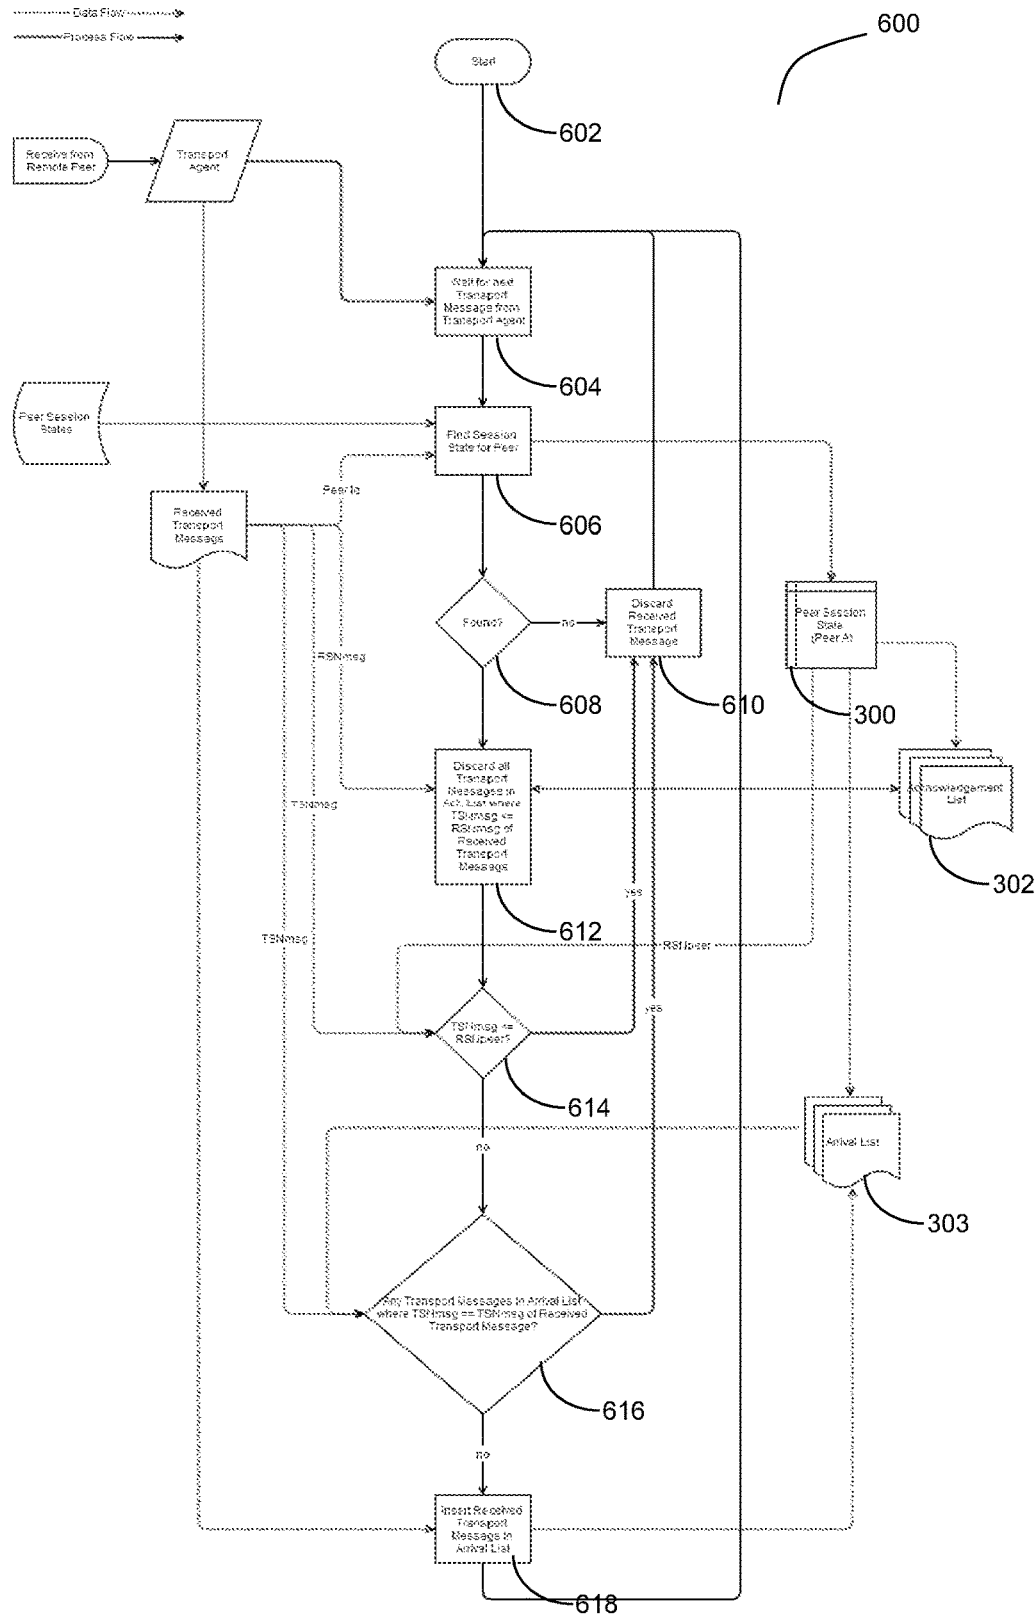 Data Flow
Process Flow
600
Start
602
Receive from
Remote Peer
Transport
Agent
Wait for next
Transport
Message from
Transport Agent
604
Peer Session
States
Find Session
State for Peer
606
Peer Id
Received
Transport
Message
Found?
no
608
Discard
Received
Transport
Message
610
Peer Session
State
(Peer A)
300
RSNmsg
Discard all
Transport
Messages in
Ack. List where
TSNmsg <=
RSNmsg of
Received
Transport
Message
612
Acknowledgement
List
302
TSNmsg
yes
TSNmsg
RSNpeer
yes
TSNmsg <=
RSNpeer?
614
no
Arrival List
303
Any Transport Messages in Arrival List
where TSNmsg == TSNmsg of Received
Transport Message?
616
no
Insert Received
Transport
Message in
Arrival List
618